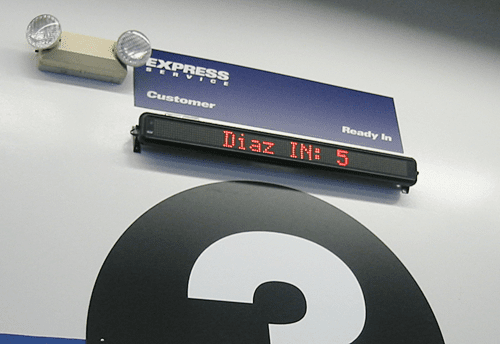 EXPRESS
SERVICE
Customer
Ready In
Diaz IN: 5